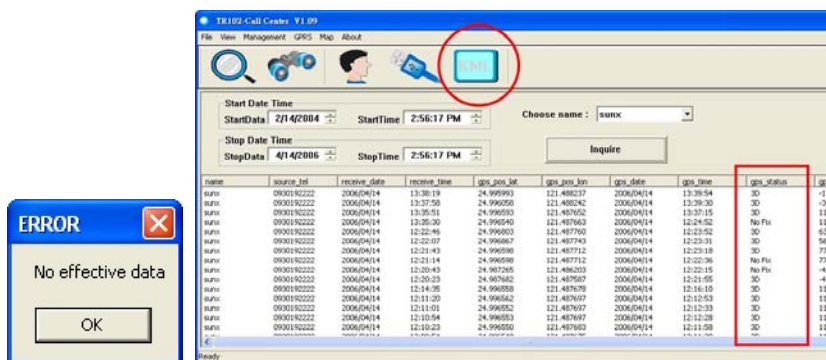 ERROR
No effective data
OK
TR102-Call Center V1.09
File View Management GPRS Map About
KML
Start Date Time
StartData 2/14/2004 StartTime 2:56:17 PM Choose name : sunx
Stop Date Time
StopData 4/14/2006 StopTime 2:56:17 PM Inquire
name source_tel receive_date receive_time gps_pos_lat gps_pos_lon gps_date gps_time gps_status
sunx 0930192222 2006/04/14 13:38:19 24.995993 121.488237 2006/04/14 13:39:54 3D
sunx 0930192222 2006/04/14 13:37:58 24.996058 121.488242 2006/04/14 13:39:30 3D
sunx 0930192222 2006/04/14 13:35:51 24.996593 121.487652 2006/04/14 13:37:15 3D
sunx 0930192222 2006/04/14 13:35:30 24.996540 121.487663 2006/04/14 12:24:52 No Fix
sunx 0930192222 2006/04/14 12:22:46 24.996803 121.487760 2006/04/14 12:23:52 3D
sunx 0930192222 2006/04/14 12:22:07 24.996867 121.487743 2006/04/14 12:23:31 3D
sunx 0930192222 2006/04/14 12:21:43 24.996598 121.487712 2006/04/14 12:23:18 3D
sunx 0930192222 2006/04/14 12:21:14 24.996598 121.487712 2006/04/14 12:22:36 No Fix
sunx 0930192222 2006/04/14 12:20:43 24.987265 121.486203 2006/04/14 12:22:15 No Fix
sunx 0930192222 2006/04/14 12:20:23 24.987662 121.487587 2006/04/14 12:21:55 3D
sunx 0930192222 2006/04/14 12:14:35 24.996558 121.487678 2006/04/14 12:16:10 3D
sunx 0930192222 2006/04/14 12:11:20 24.996562 121.487697 2006/04/14 12:12:53 3D
sunx 0930192222 2006/04/14 12:11:01 24.996552 121.487697 2006/04/14 12:12:33 3D
sunx 0930192222 2006/04/14 12:10:54 24.996553 121.487697 2006/04/14 12:12:28 3D
sunx 0930192222 2006/04/14 12:10:23 24.996550 121.487683 2006/04/14 12:11:58 3D
Ready